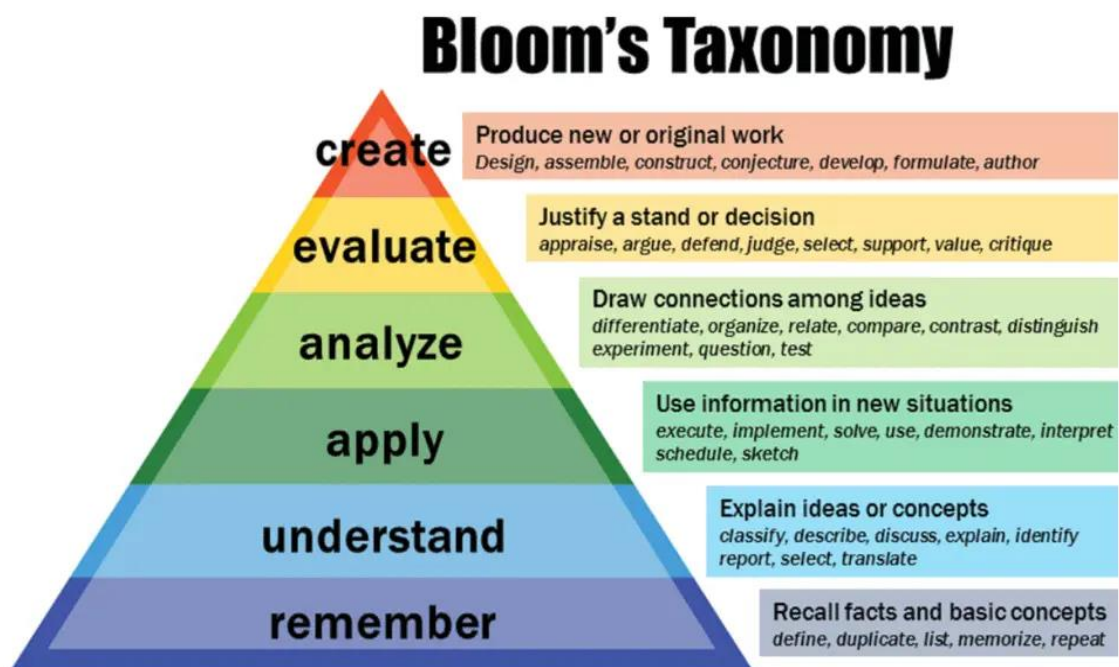 Bloom's Taxonomy
create
Produce new or original work
Design, assemble, construct, conjecture, develop, formulate, author
evaluate
Justify a stand or decision
appraise, argue, defend, judge, select, support, value, critique
analyze
Draw connections among ideas
differentiate, organize, relate, compare, contrast, distinguish
experiment, question, test
apply
Use information in new situations
execute, implement, solve, use, demonstrate, interpret
schedule, sketch
understand
Explain ideas or concepts
classify, describe, discuss, explain, identify
report, select, translate
remember
Recall facts and basic concepts
define, duplicate, list, memorize, repeat